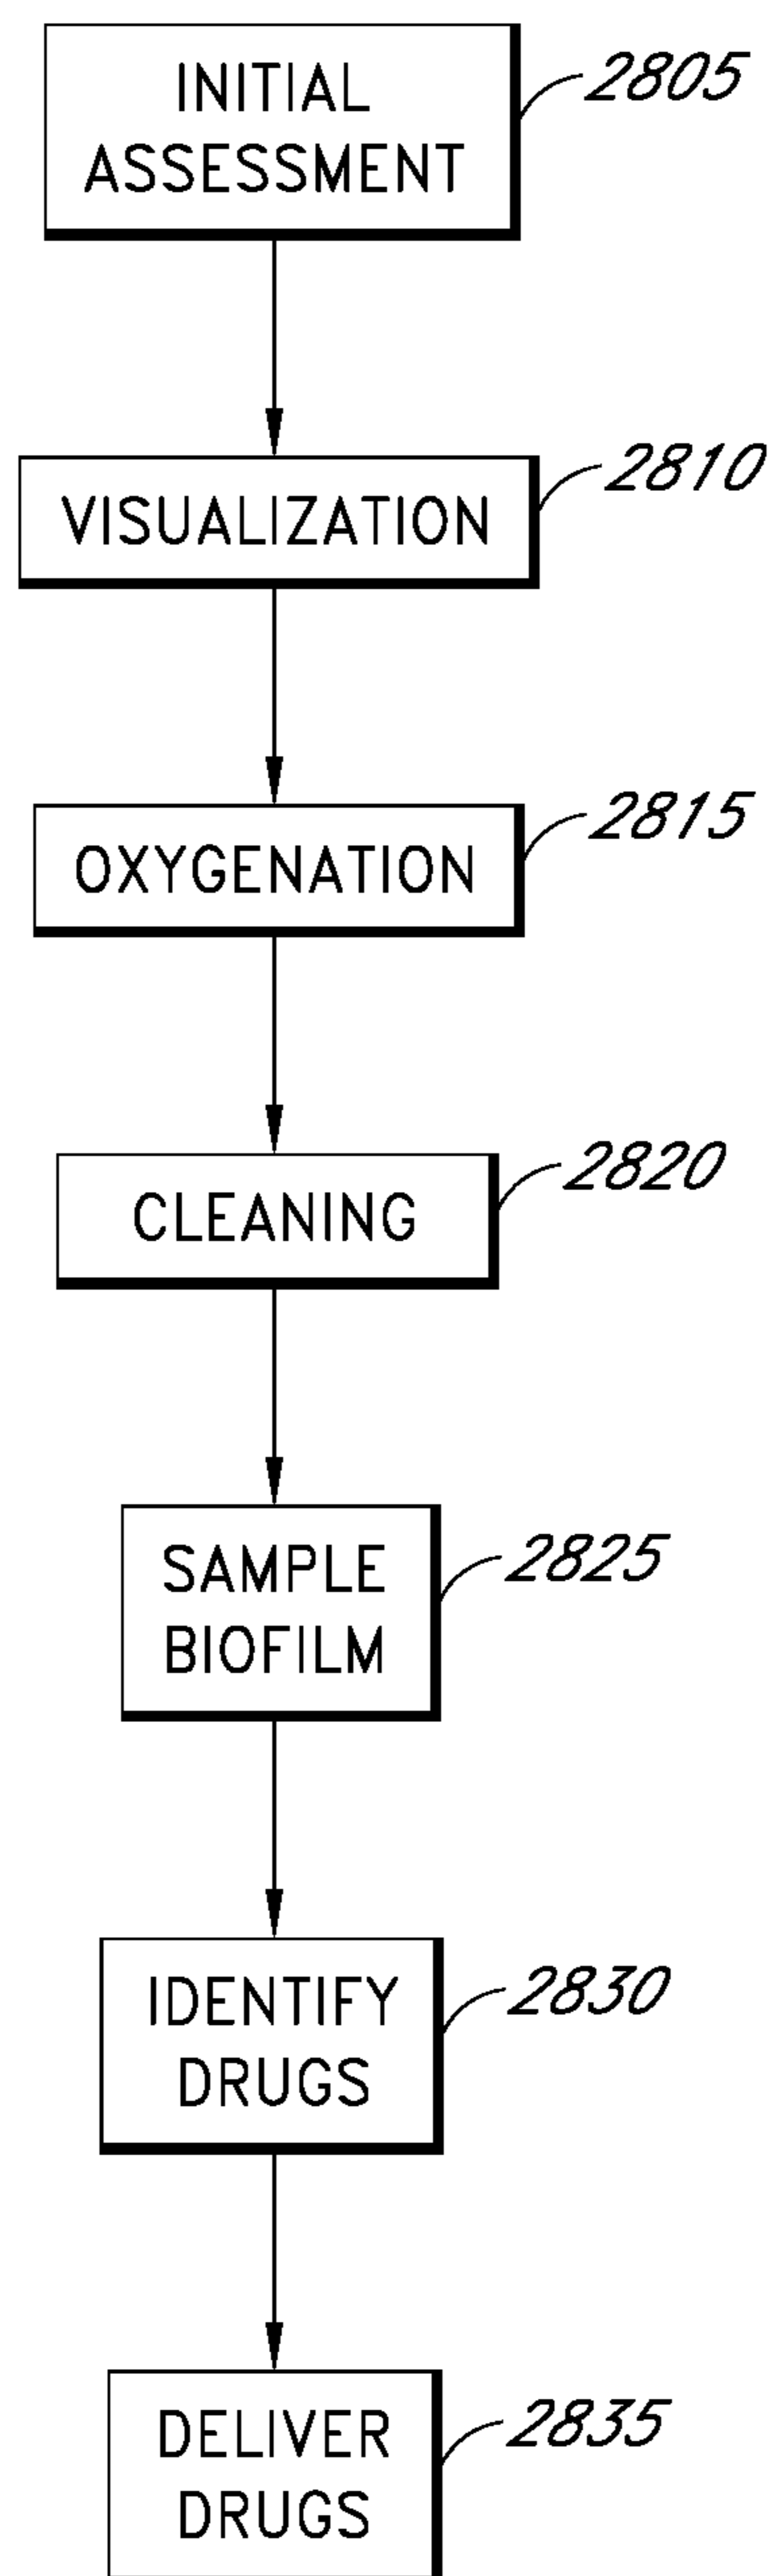 INITIAL
ASSESSMENT
2805
VISUALIZATION
2810
OXYGENATION
2815
CLEANING
2820
SAMPLE
BIOFILM
2825
IDENTIFY
DRUGS
2830
DELIVER
DRUGS
2835